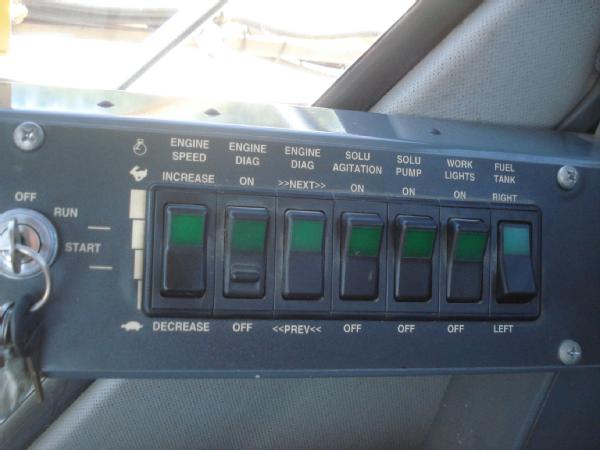 OFF
RUN
START
ENGINE SPEED
INCREASE
DECREASE
ENGINE DIAG
ON
OFF
ENGINE DIAG
>>NEXT>>
<<PREV<<
SOLU AGITATION
ON
OFF
SOLU PUMP
ON
OFF
WORK LIGHTS
ON
OFF
FUEL TANK
RIGHT
LEFT